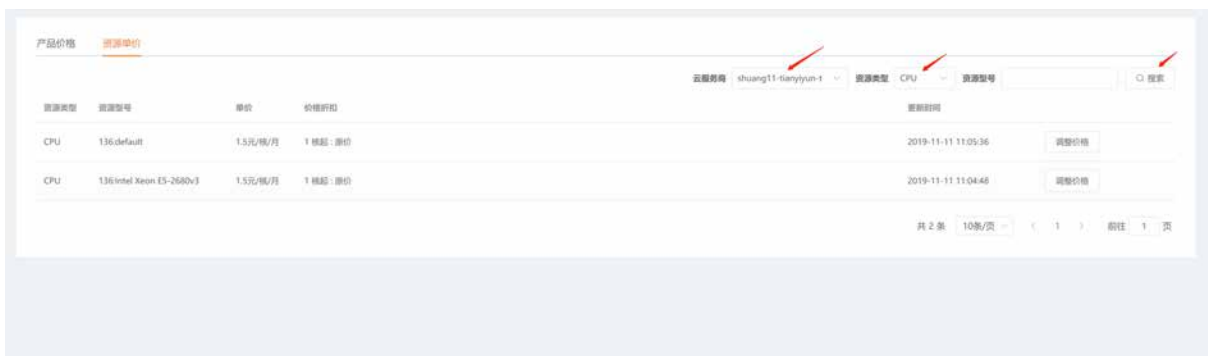 产品价格 资源单价
云服务商 shuang11-tianyiyun-t 资源类型 CPU 资源型号 搜索
资源类型 资源型号 单价 价格折扣 更新时间
CPU 136:default 1.5元/核/月 1 核起 : 原价 2019-11-11 11:05:36 调整价格
CPU 136:Intel Xeon E5-2680v3 1.5元/核/月 1 核起 : 原价 2019-11-11 11:04:48 调整价格
共 2 条 10条/页 1 前往 1 页